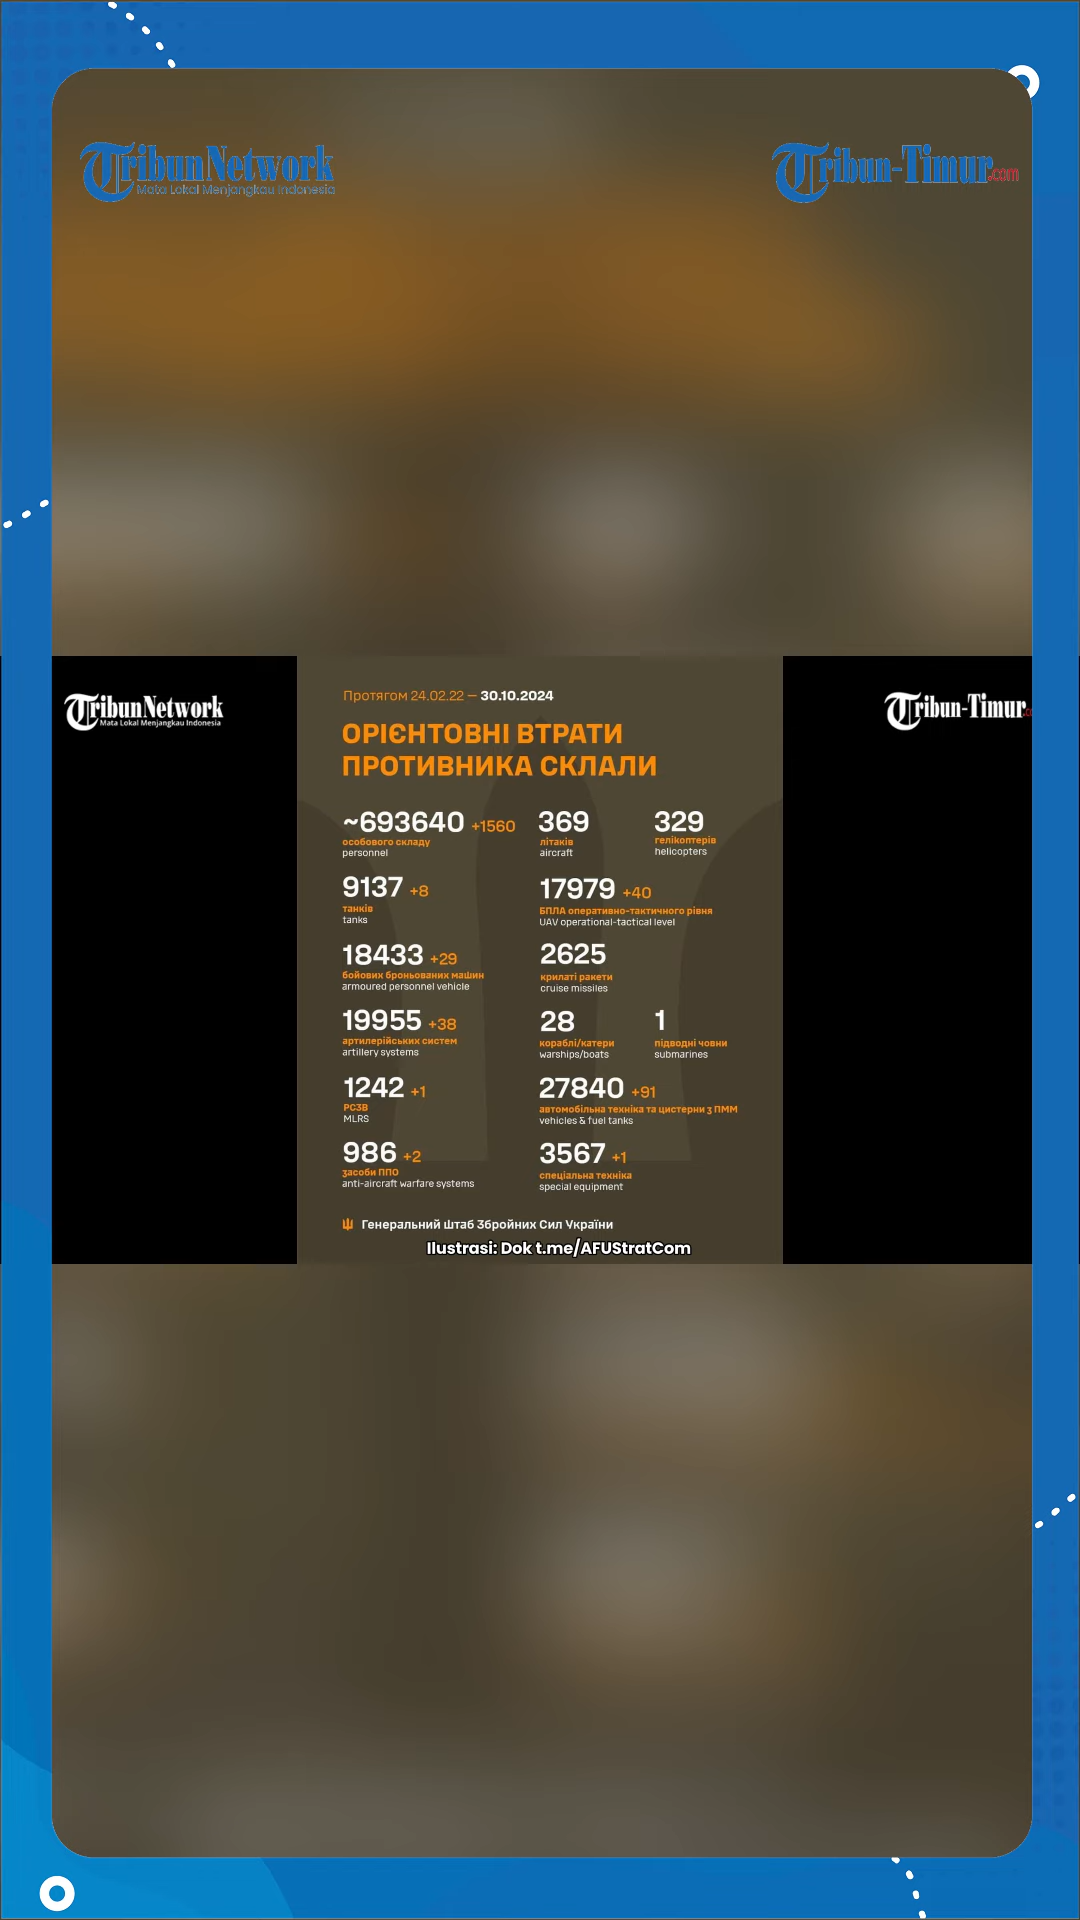 TribunNetwork
Mata Lokal Menjangkau Indonesia
Tribun-Timur.com
TribunNetwork
Mata Lokal Menjangkau Indonesia
Tribun-Timur.c
Протягом 24.02.22 — 30.10.2024
ОРІЄНТОВНІ ВТРАТИ
ПРОТИВНИКА СКЛАЛИ
~693640 +1560
особового складу
personnel
369
літаків
aircraft
329
гелікоптерів
helicopters
9137 +8
танків
tanks
17979 +40
БПЛА оперативно-тактичного рівня
UAV operational-tactical level
18433 +29
бойових броньованих машин
armoured personnel vehicle
2625
крилаті ракети
cruise missiles
19955 +38
артилерійських систем
artillery systems
28
кораблі/катери
warships/boats
1
підводні човни
submarines
1242 +1
РСЗВ
MLRS
27840 +91
автомобільна техніка та цистерни з ПММ
vehicles & fuel tanks
986 +2
засоби ППО
anti-aircraft warfare systems
3567 +1
спеціальна техніка
special equipment
Генеральний штаб Збройних Сил України
Ilustrasi: Dok t.me/AFUStratCom